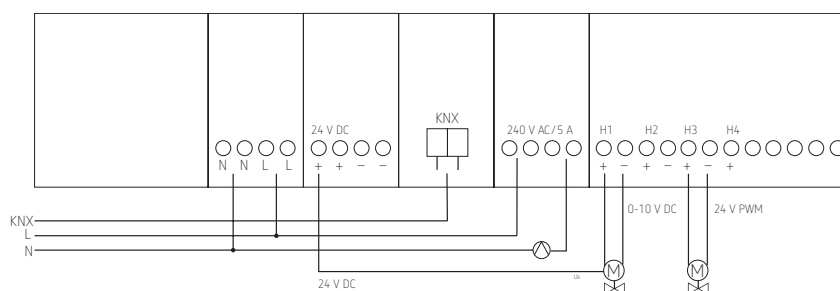 KNX
24 V DC
240 V AC/5 A
H1 H2 H3 H4
N N L L
+ + − −
+ − + − + − +
KNX
L
N
0-10 V DC
24 V PWM
M
M
24 V DC